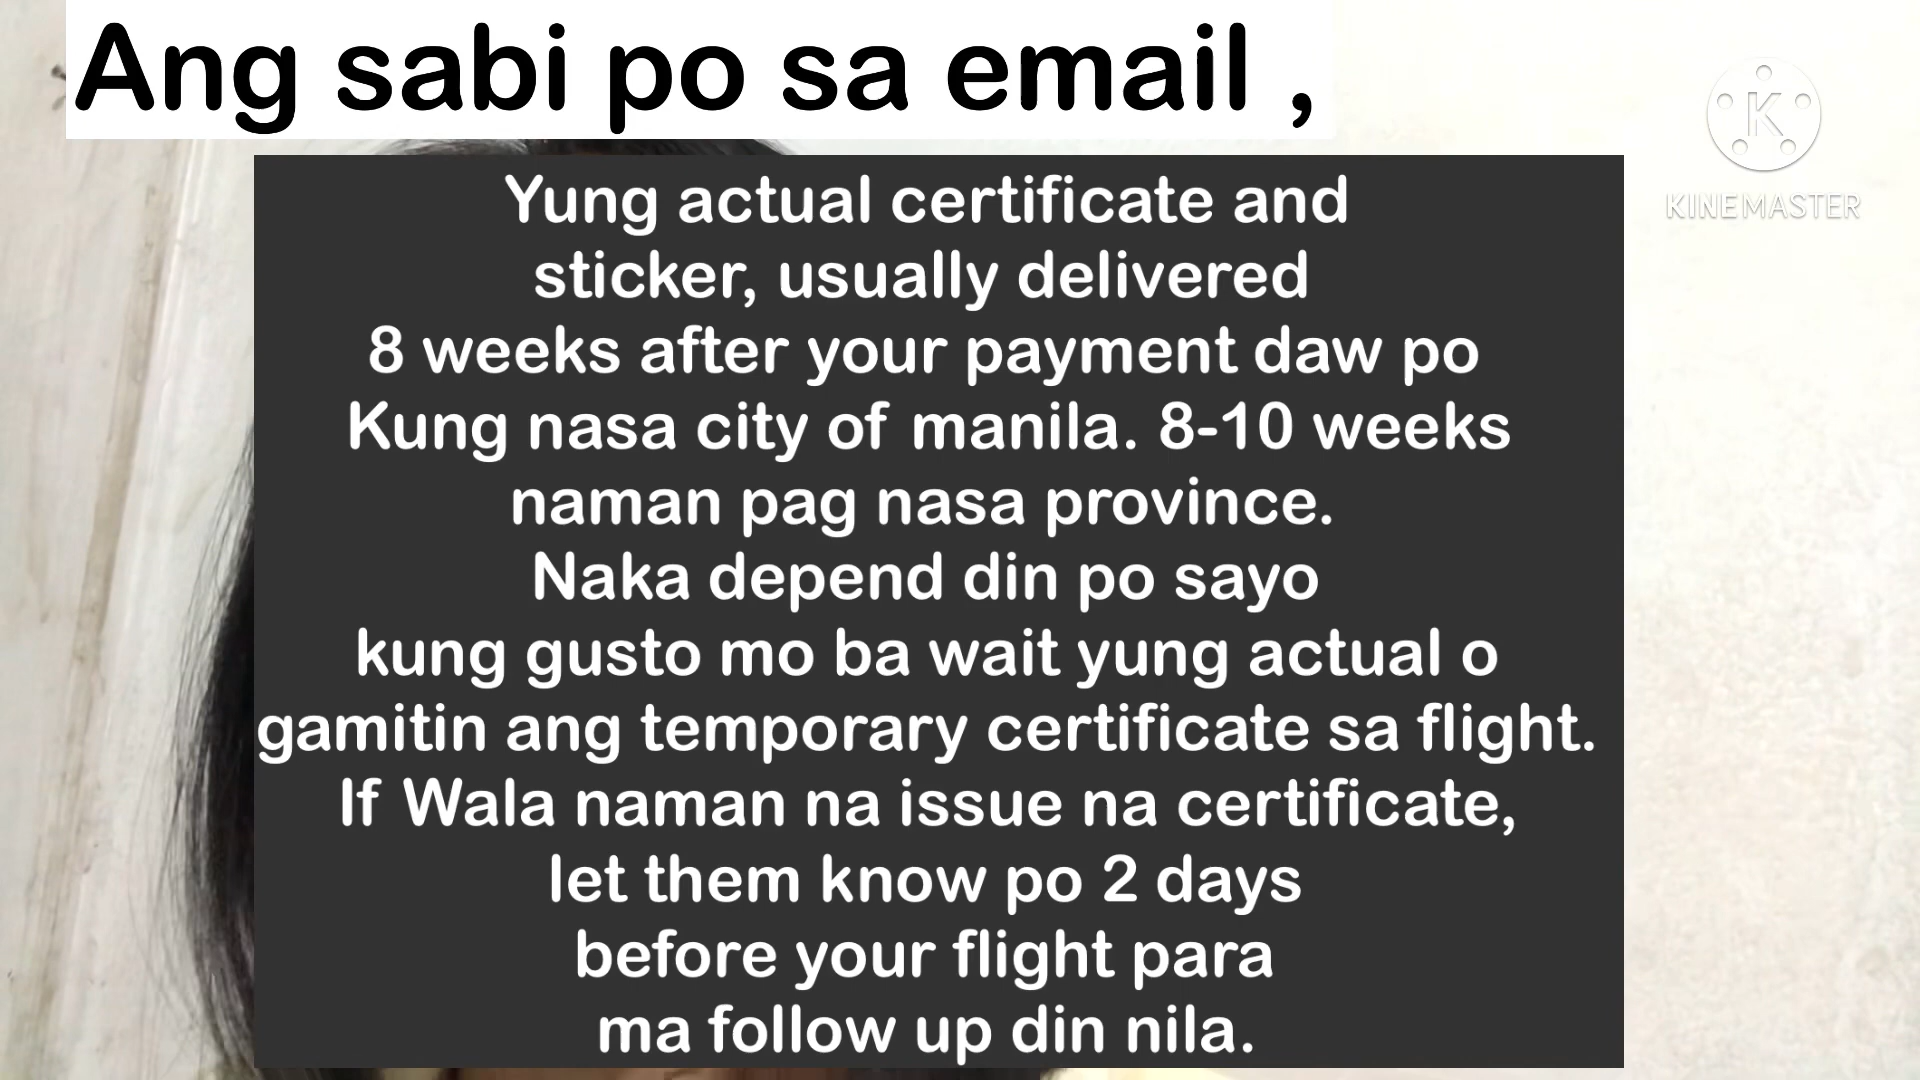 Ang sabi po sa email ,
K
KINEMASTER
Yung actual certificate and
sticker, usually delivered
8 weeks after your payment daw po
Kung nasa city of manila. 8-10 weeks
naman pag nasa province.
Naka depend din po sayo
kung gusto mo ba wait yung actual o
gamitin ang temporary certificate sa flight.
If Wala naman na issue na certificate,
let them know po 2 days
before your flight para
ma follow up din nila.